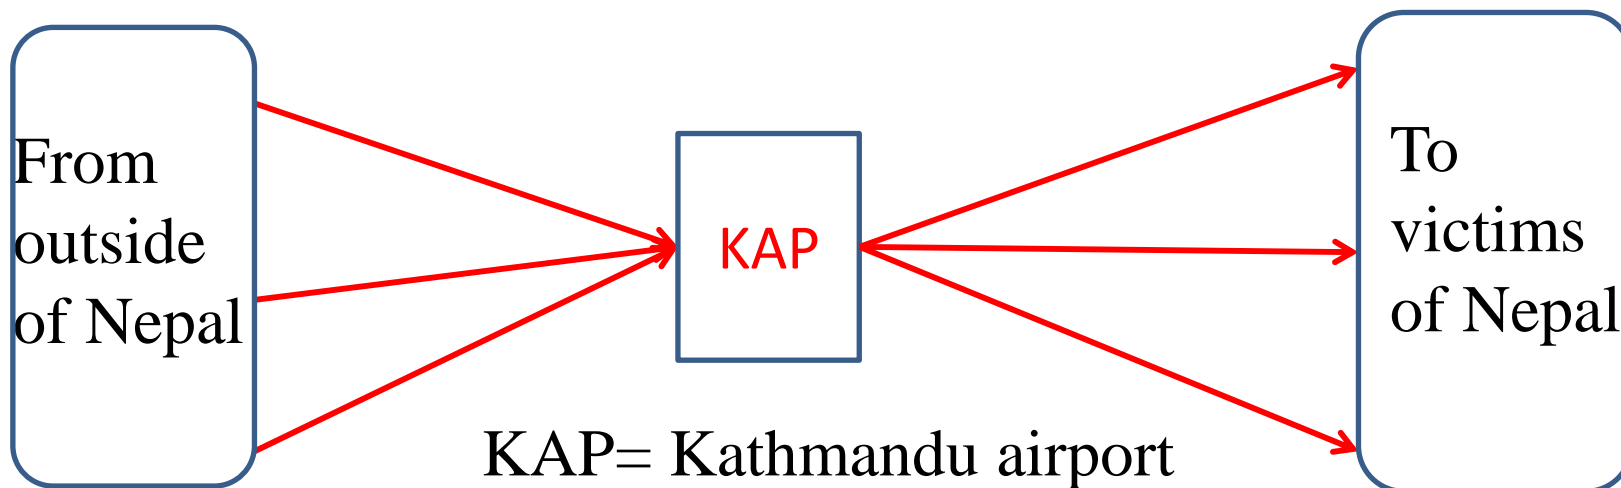 From
outside
of Nepal
KAP
To
victims
of Nepal
KAP= Kathmandu airport